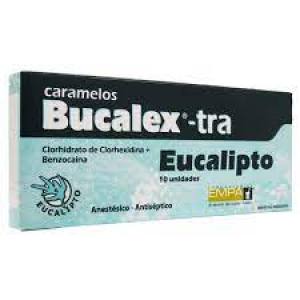 caramelos
Bucalex®-tra
Clorhidrato de Clorhexidina +
Benzocaína
Eucalipto
10 unidades
EUCALIPTO
EMPA
Anestésico - Antiséptico